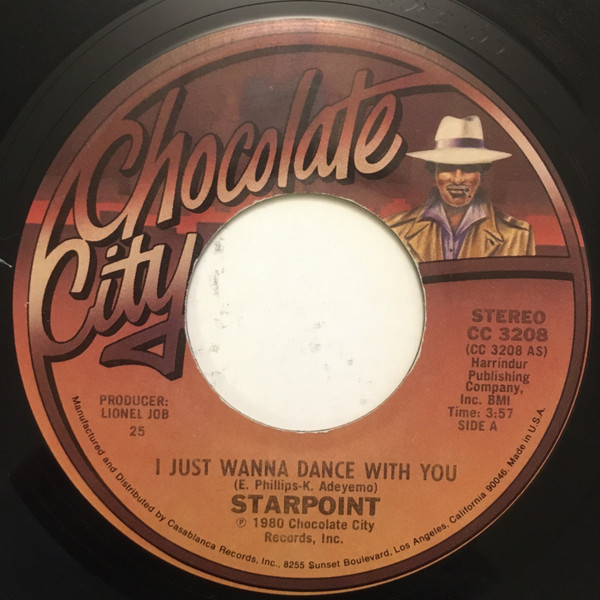 Chocolate
City
STEREO
CC 3208
(CC 3208 AS)
Harrindur
Publishing
Company,
Inc. BMI
Time: 3:57
SIDE A
PRODUCER:
LIONEL JOB
25
I JUST WANNA DANCE WITH YOU
(E. Phillips-K. Adeyemo)
STARPOINT
℗ 1980 Chocolate City
Records, Inc.
Manufactured and Distributed by Casablanca Records, Inc., 8255 Sunset Boulevard, Los Angeles, California 90046. Made in U.S.A.